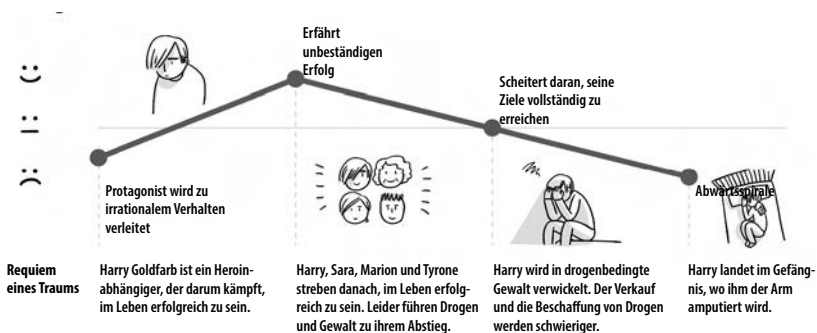 Erfährt
unbeständigen
Erfolg
Scheitert daran, seine
Ziele vollständig zu
erreichen
Protagonist wird zu
irrationalem Verhalten
verleitet
Abwärtsspirale
Requiem
eines Traums
Harry Goldfarb ist ein Heroin-
abhängiger, der darum kämpft,
im Leben erfolgreich zu sein.
Harry, Sara, Marion und Tyrone
streben danach, im Leben erfolg-
reich zu sein. Leider führen Drogen
und Gewalt zu ihrem Abstieg.
Harry wird in drogenbedingte
Gewalt verwickelt. Der Verkauf
und die Beschaffung von Drogen
werden schwieriger.
Harry landet im Gefäng-
nis, wo ihm der Arm
amputiert wird.